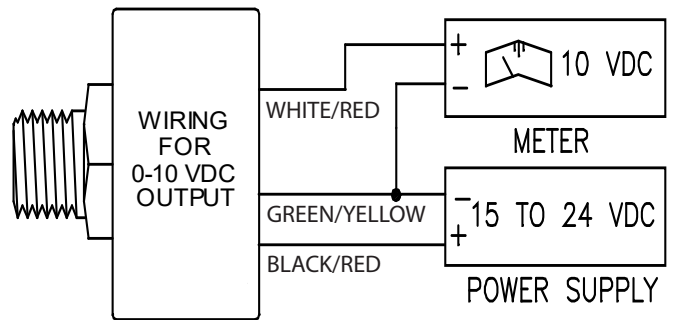 WIRING
FOR
0-10 VDC
OUTPUT
WHITE/RED
GREEN/YELLOW
BLACK/RED
+
-
10 VDC
METER
-
+
15 TO 24 VDC
POWER SUPPLY